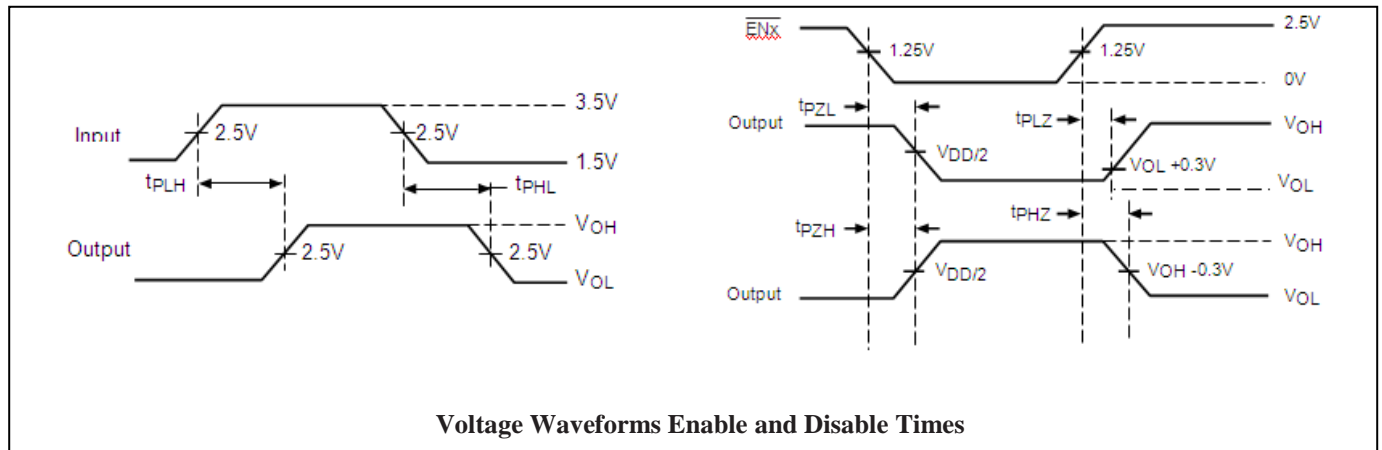 Input
2.5V
2.5V
3.5V
1.5V
tPLH
tPHL
Output
2.5V
2.5V
VOH
VOL
ENx
1.25V
1.25V
2.5V
0V
tPZL
tPLZ
Output
VDD/2
VOL +0.3V
VOH
VOL
tPZH
tPHZ
Output
VDD/2
VOH -0.3V
VOH
VOL
Voltage Waveforms Enable and Disable Times